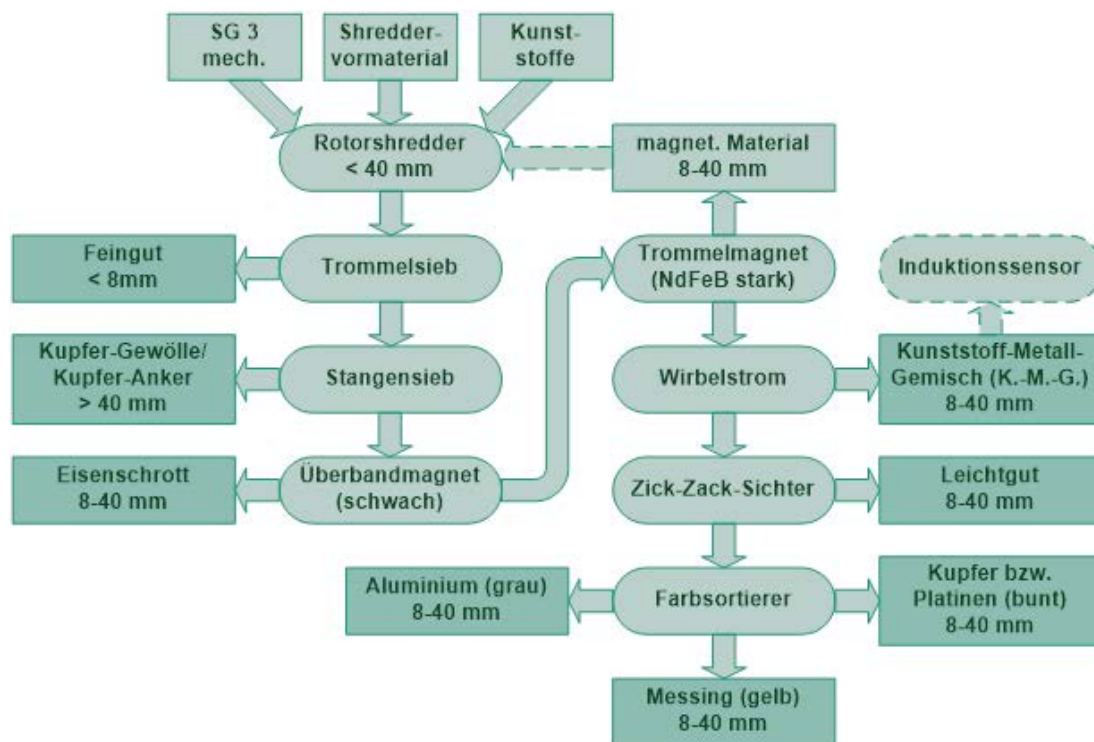 SG 3
mech.
Shredder-
vormaterial
Kunst-
stoffe
Rotorshredder
< 40 mm
magnet. Material
8-40 mm
Feingut
< 8mm
Trommelsieb
Trommelmagnet
(NdFeB stark)
Induktionssensor
Kupfer-Gewölle/
Kupfer-Anker
> 40 mm
Stangensieb
Wirbelstrom
Kunststoff-Metall-
Gemisch (K.-M.-G.)
8-40 mm
Eisenschrott
8-40 mm
Überbandmagnet
(schwach)
Zick-Zack-Sichter
Leichtgut
8-40 mm
Aluminium (grau)
8-40 mm
Farbsortierer
Kupfer bzw.
Platinen (bunt)
8-40 mm
Messing (gelb)
8-40 mm